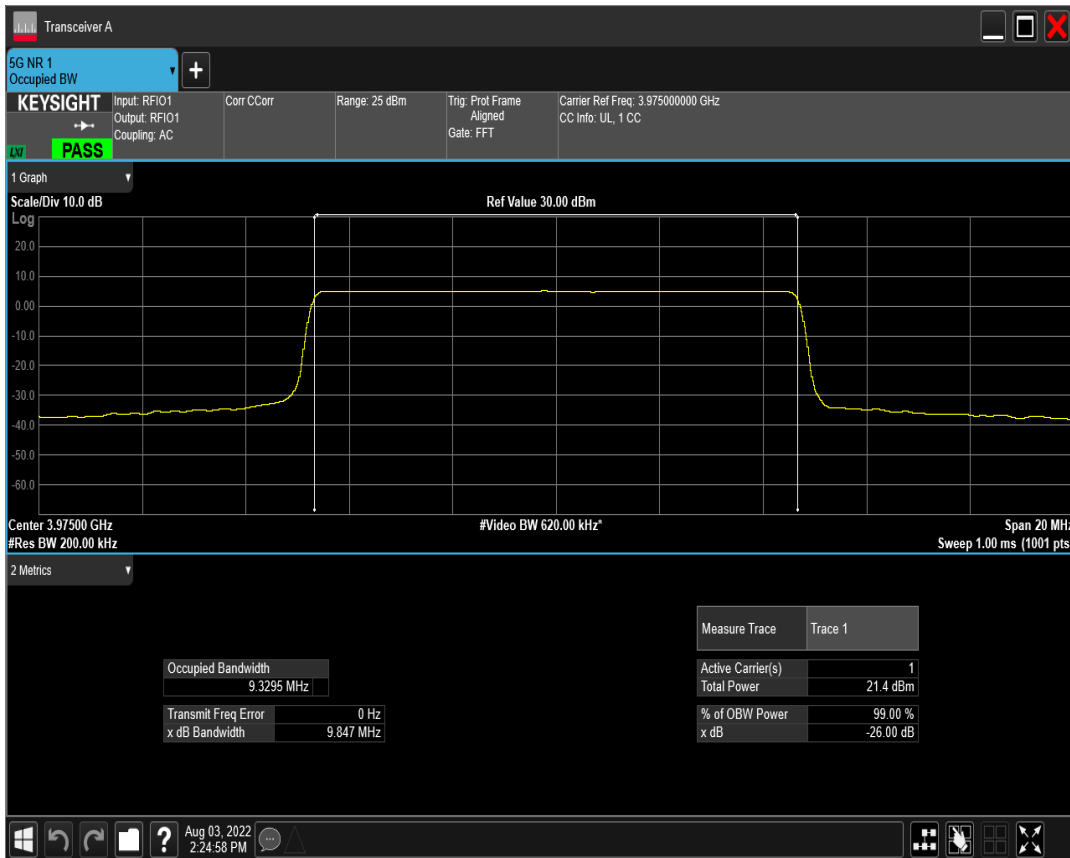 Transceiver A
5G NR 1
Occupied BW
+
KEYSIGHT
LXI
PASS
Input: RFIO1
Output: RFIO1
Coupling: AC
Corr CCorr
Range: 25 dBm
Trig: Prot Frame
Aligned
Gate: FFT
Carrier Ref Freq: 3.975000000 GHz
CC Info: UL, 1 CC
1 Graph
Scale/Div 10.0 dB
Ref Value 30.00 dBm
Log
20.0
10.0
0.00
-10.0
-20.0
-30.0
-40.0
-50.0
-60.0
Center 3.97500 GHz
#Video BW 620.00 kHz*
Span 20 MHz
#Res BW 200.00 kHz
Sweep 1.00 ms (1001 pts
2 Metrics
Measure Trace Trace 1
Occupied Bandwidth
9.3295 MHz
Transmit Freq Error 0 Hz
x dB Bandwidth 9.847 MHz
Active Carrier(s) 1
Total Power 21.4 dBm
% of OBW Power 99.00 %
x dB -26.00 dB
?
Aug 03, 2022
2:24:58 PM